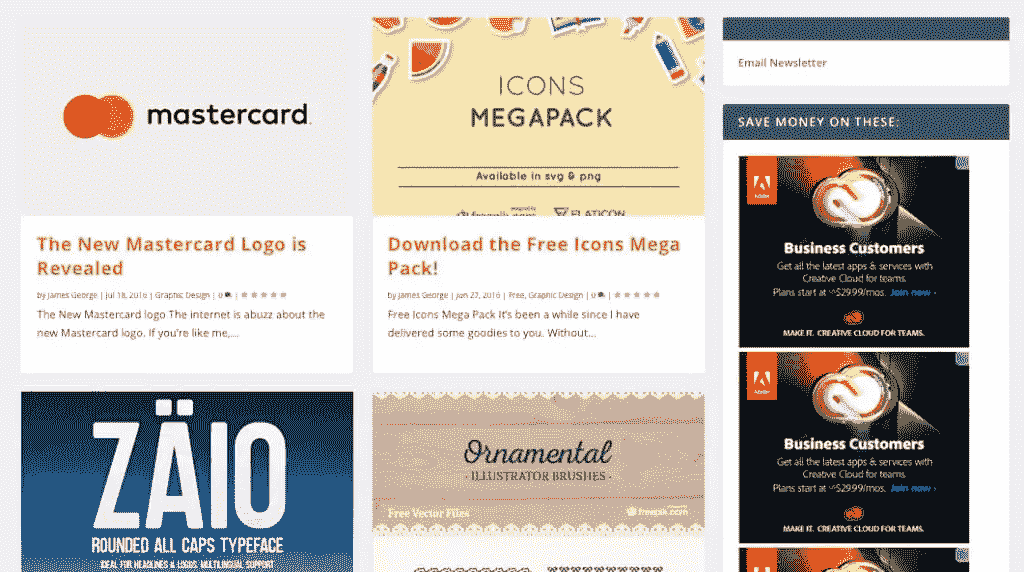 mastercard.
The New Mastercard Logo is
Revealed
by James George | Jul 18, 2016 | Graphic Design | 0 |
The New Mastercard logo The internet is abuzz about the
new Mastercard logo. If you're like me,...
ICONS
MEGAPACK
Available in svg & png
freepik.com FLATICON
Download the Free Icons Mega
Pack!
by James George | Jun 27, 2016 | Free, Graphic Design | 0 |
Free Icons Mega Pack It's been a while since I have
delivered some goodies to you. Without...
ZÄIO
ROUNDED ALL CAPS TYPEFACE
IDEAL FOR HEADLINES & LOGOS. MULTILINGUAL SUPPORT
Ornamental
· ILLUSTRATOR BRUSHES ·
Free Vector Files
freepik.com
Email Newsletter
SAVE MONEY ON THESE:
Adobe
Business Customers
Get all the latest apps & services with
Creative Cloud for teams.
Plans start at US$29.99/mo. Join now ›
MAKE IT. CREATIVE CLOUD FOR TEAMS.
Adobe
Business Customers
Get all the latest apps & services with
Creative Cloud for teams.
Plans start at US$29.99/mo. Join now ›
MAKE IT. CREATIVE CLOUD FOR TEAMS.